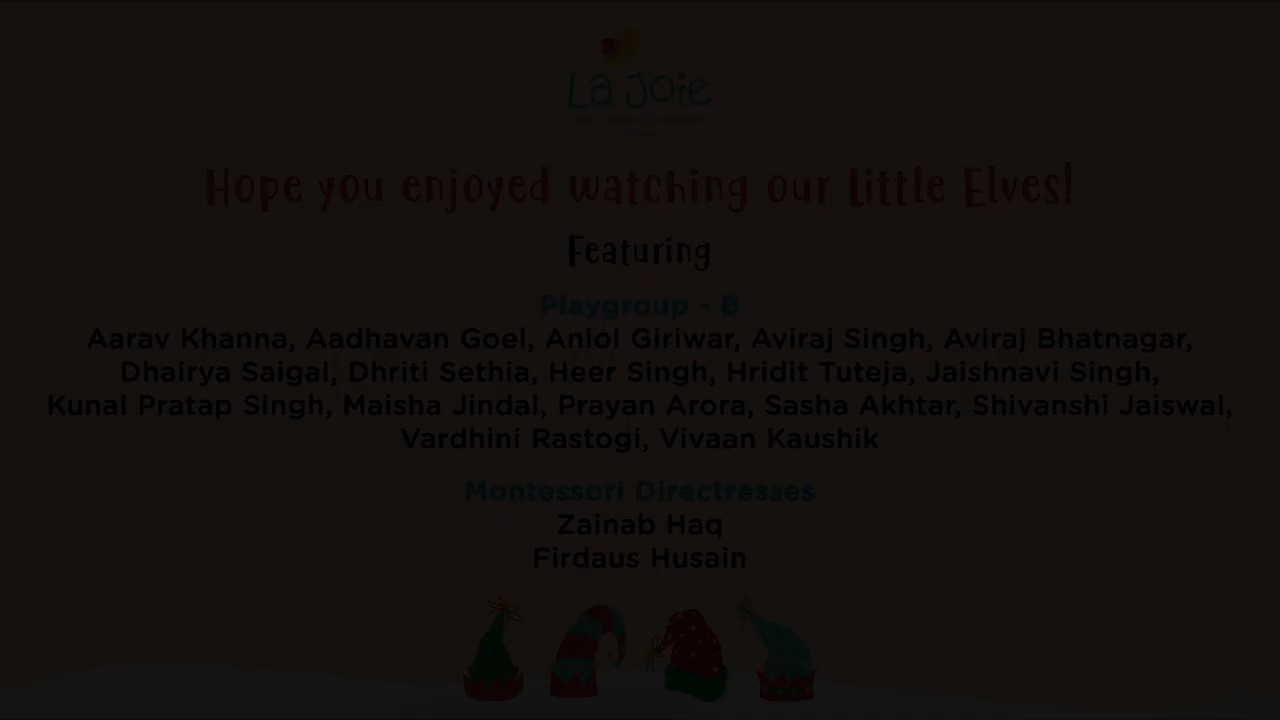 La Joie
Hope you enjoyed watching our Little Elves!
Featuring
Playgroup - B
Aarav Khanna, Aadhavan Goel, Aniol Giriwar, Aviraj Singh, Aviraj Bhatnagar,
Dhairya Saigal, Dhriti Sethia, Heer Singh, Hridit Tuteja, Jaishnavi Singh,
Kunal Pratap Singh, Maisha Jindal, Prayan Arora, Sasha Akhtar, Shivanshi Jaiswal,
Vardhini Rastogi, Vivaan Kaushik
Montessori Directresses
Zainab Haq
Firdaus Husain